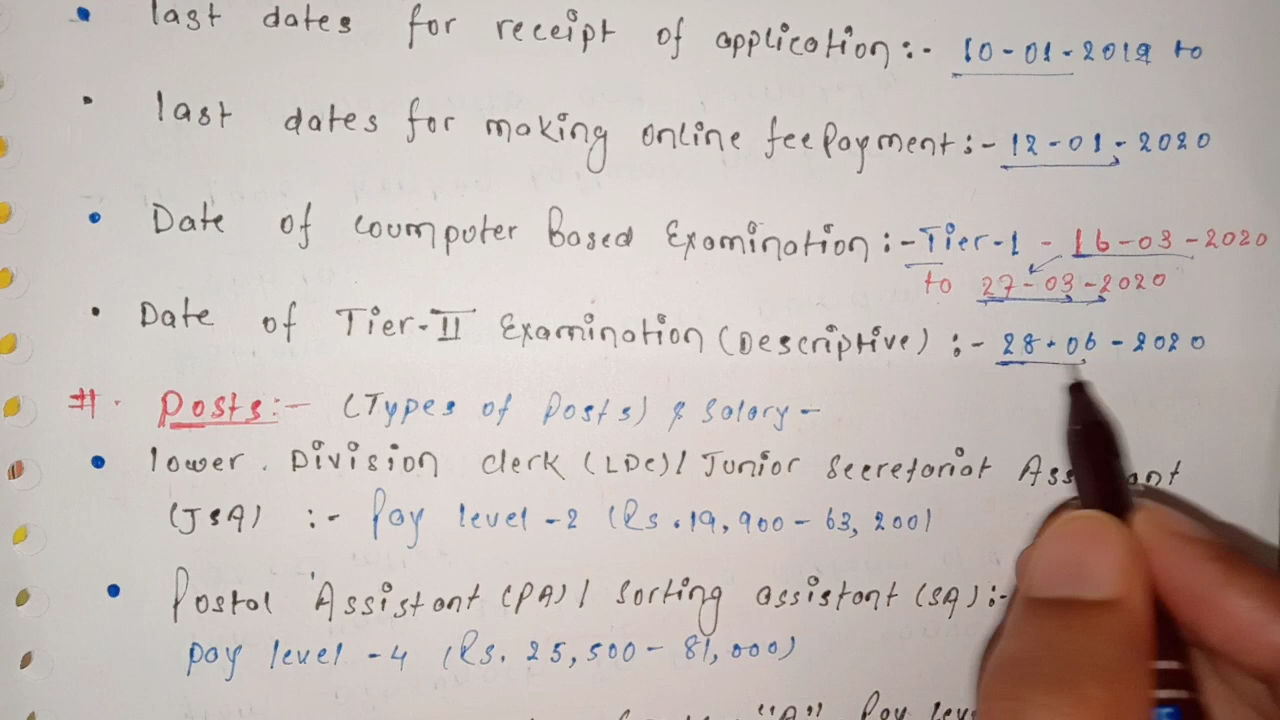 last dates for receipt of application:- 10-01-2019 to
last dates for making online fee Payment:- 12-01-2020
Date of coumputer Based Examination:- Tier-1 - 16-03-2020
to 27-03-2020
Date of Tier-II Examination (Descriptive) :- 28-06-2020
#. Posts:- (Types of Posts) & Salary-
lower. Division clerk (LDC)/ Junior Secretariat Assistant
(JSA) :- Pay level -2 (Rs.19,900-63,200)
Postal Assistant (PA)/ Sorting assistant (SA):-
pay level -4 (Rs. 25,500-81,000)
"A" Pay leve